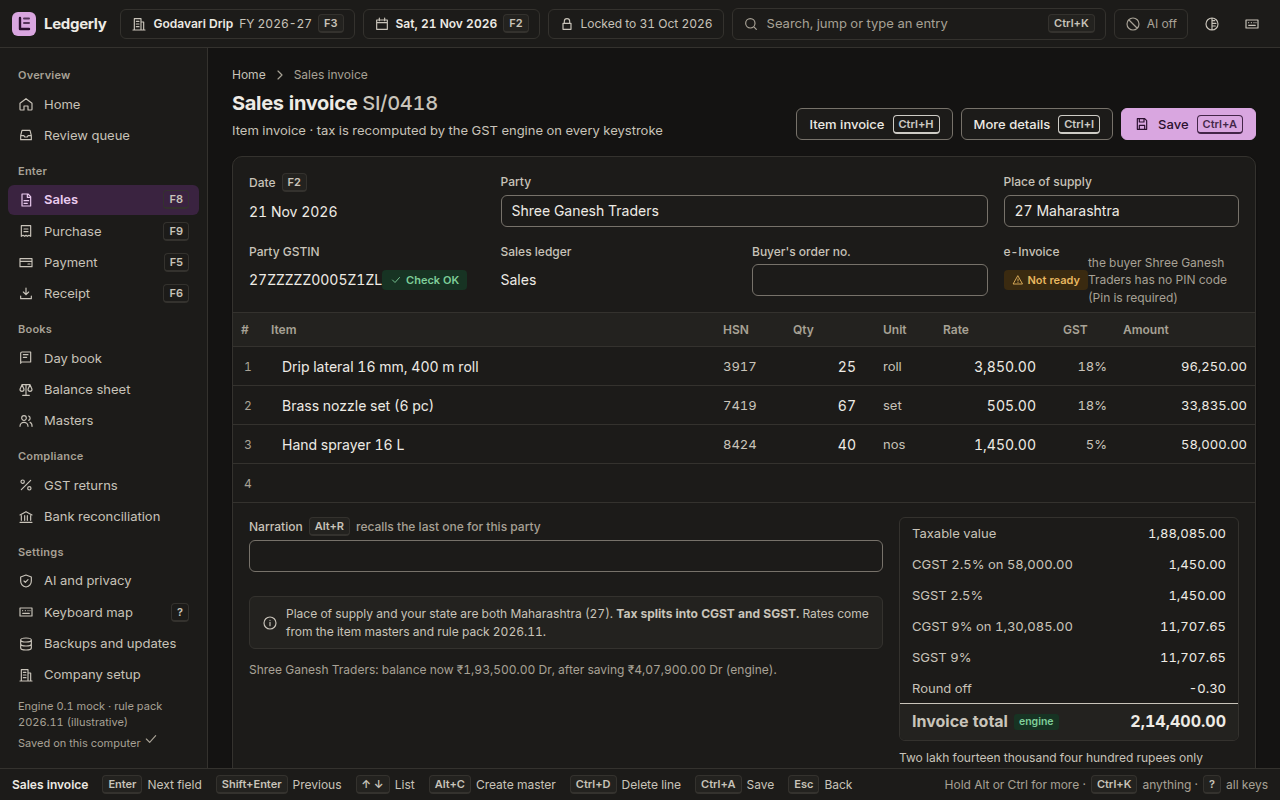 Ledgerly Godavari Drip FY 2026-27 F3 Sat, 21 Nov 2026 F2 Locked to 31 Oct 2026 Search, jump or type an entry Ctrl+K AI off
Overview
Home
Review queue
Enter
Sales F8
Purchase F9
Payment F5
Receipt F6
Books
Day book
Balance sheet
Masters
Compliance
GST returns
Bank reconciliation
Settings
AI and privacy
Keyboard map ?
Backups and updates
Company setup
Engine 0.1 mock · rule pack
2026.11 (illustrative)
Saved on this computer
Home Sales invoice
Sales invoice SI/0418
Item invoice · tax is recomputed by the GST engine on every keystroke
Item invoice Ctrl+H More details Ctrl+I Save Ctrl+A
Date F2 Party Place of supply
21 Nov 2026 Shree Ganesh Traders 27 Maharashtra
Party GSTIN Sales ledger Buyer's order no. e-Invoice
27ZZZZZ0005Z1ZL Check OK Sales Not ready
the buyer Shree Ganesh
Traders has no PIN code
(Pin is required)
# Item HSN Qty Unit Rate GST Amount
1 Drip lateral 16 mm, 400 m roll 3917 25 roll 3,850.00 18% 96,250.00
2 Brass nozzle set (6 pc) 7419 67 set 505.00 18% 33,835.00
3 Hand sprayer 16 L 8424 40 nos 1,450.00 5% 58,000.00
4
Narration Alt+R recalls the last one for this party
Place of supply and your state are both Maharashtra (27). Tax splits into CGST and SGST. Rates come
from the item masters and rule pack 2026.11.
Shree Ganesh Traders: balance now ₹1,93,500.00 Dr, after saving ₹4,07,900.00 Dr (engine).
Taxable value 1,88,085.00
CGST 2.5% on 58,000.00 1,450.00
SGST 2.5% 1,450.00
CGST 9% on 1,30,085.00 11,707.65
SGST 9% 11,707.65
Round off -0.30
Invoice total engine 2,14,400.00
Two lakh fourteen thousand four hundred rupees only
Sales invoice Enter Next field Shift+Enter Previous ↑↓ List Alt+C Create master Ctrl+D Delete line Ctrl+A Save Esc Back Hold Alt or Ctrl for more · Ctrl+K anything · ? all keys